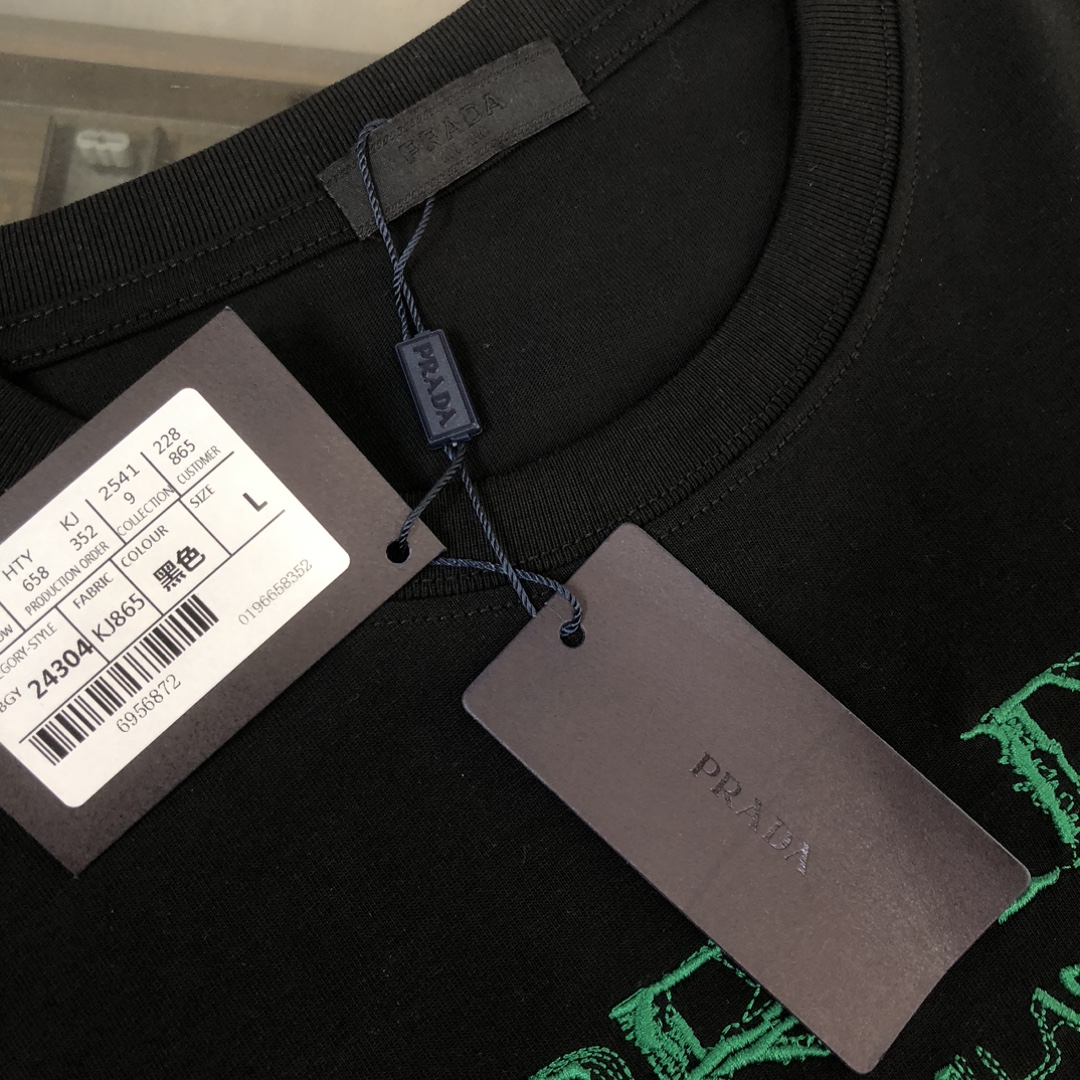 PRADA
PRADA
HTY
658
KJ
352
2541
9
228
865
PRODUCTION ORDER
COLLECTION
CUSTDMER
FABRIC
COLOUR
SIZE
KJ865
黑色
L
24304
6956872
0196658352
PRADA